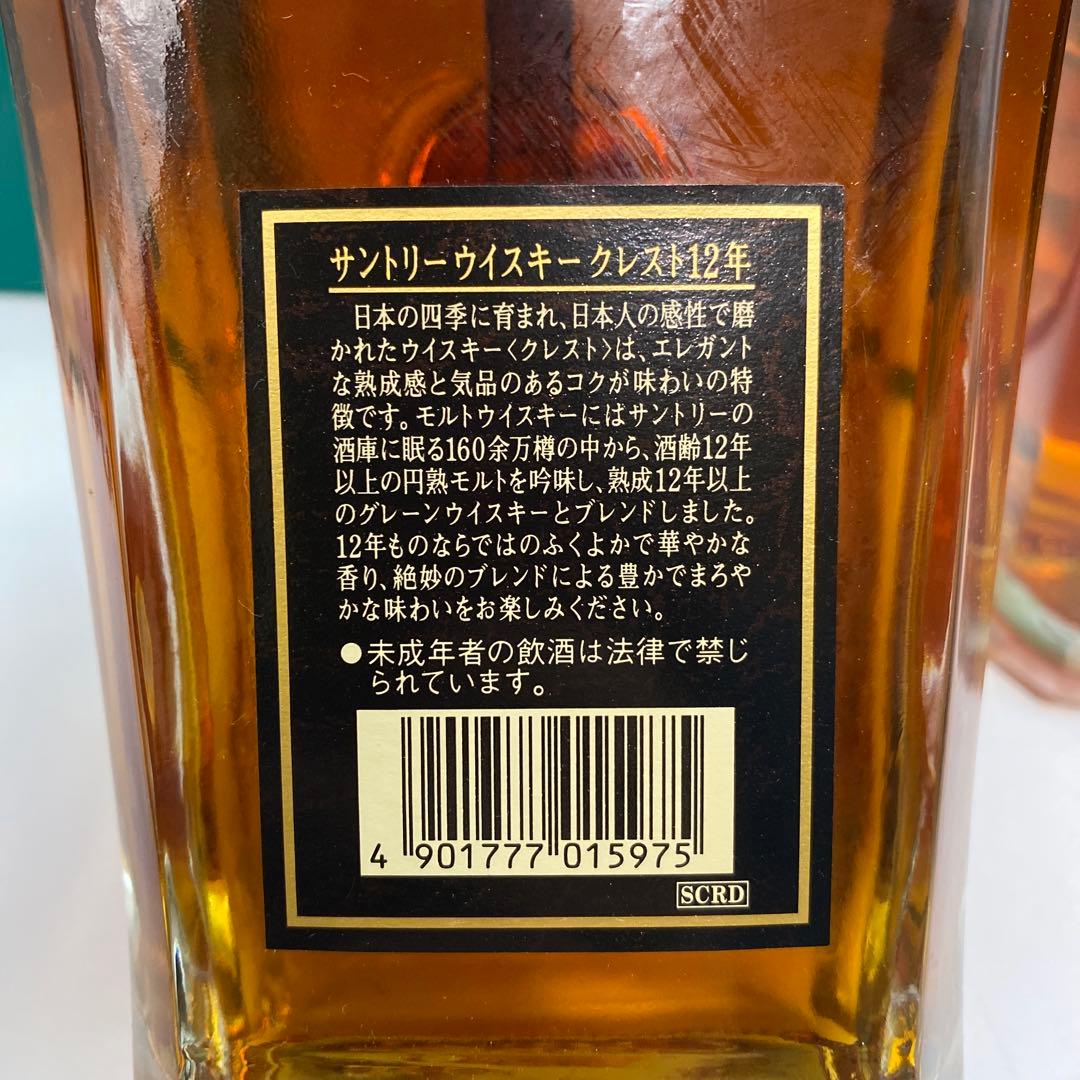 サントリーウイスキー クレスト12年
日本の四季に育まれ、日本人の感性で磨
かれたウイスキー〈クレスト〉は、エレガント
な熟成感と気品のあるコクが味わいの特
徴です。モルトウイスキーにはサントリーの
酒庫に眠る160余万樽の中から、酒齢12年
以上の円熟モルトを吟味し、熟成12年以上
のグレーンウイスキーとブレンドしました。
12年ものならではのふくよかで華やかな
香り、絶妙のブレンドによる豊かでまろや
かな味わいをお楽しみください。
●未成年者の飲酒は法律で禁じ
られています。
4 901777 015975
SCRD